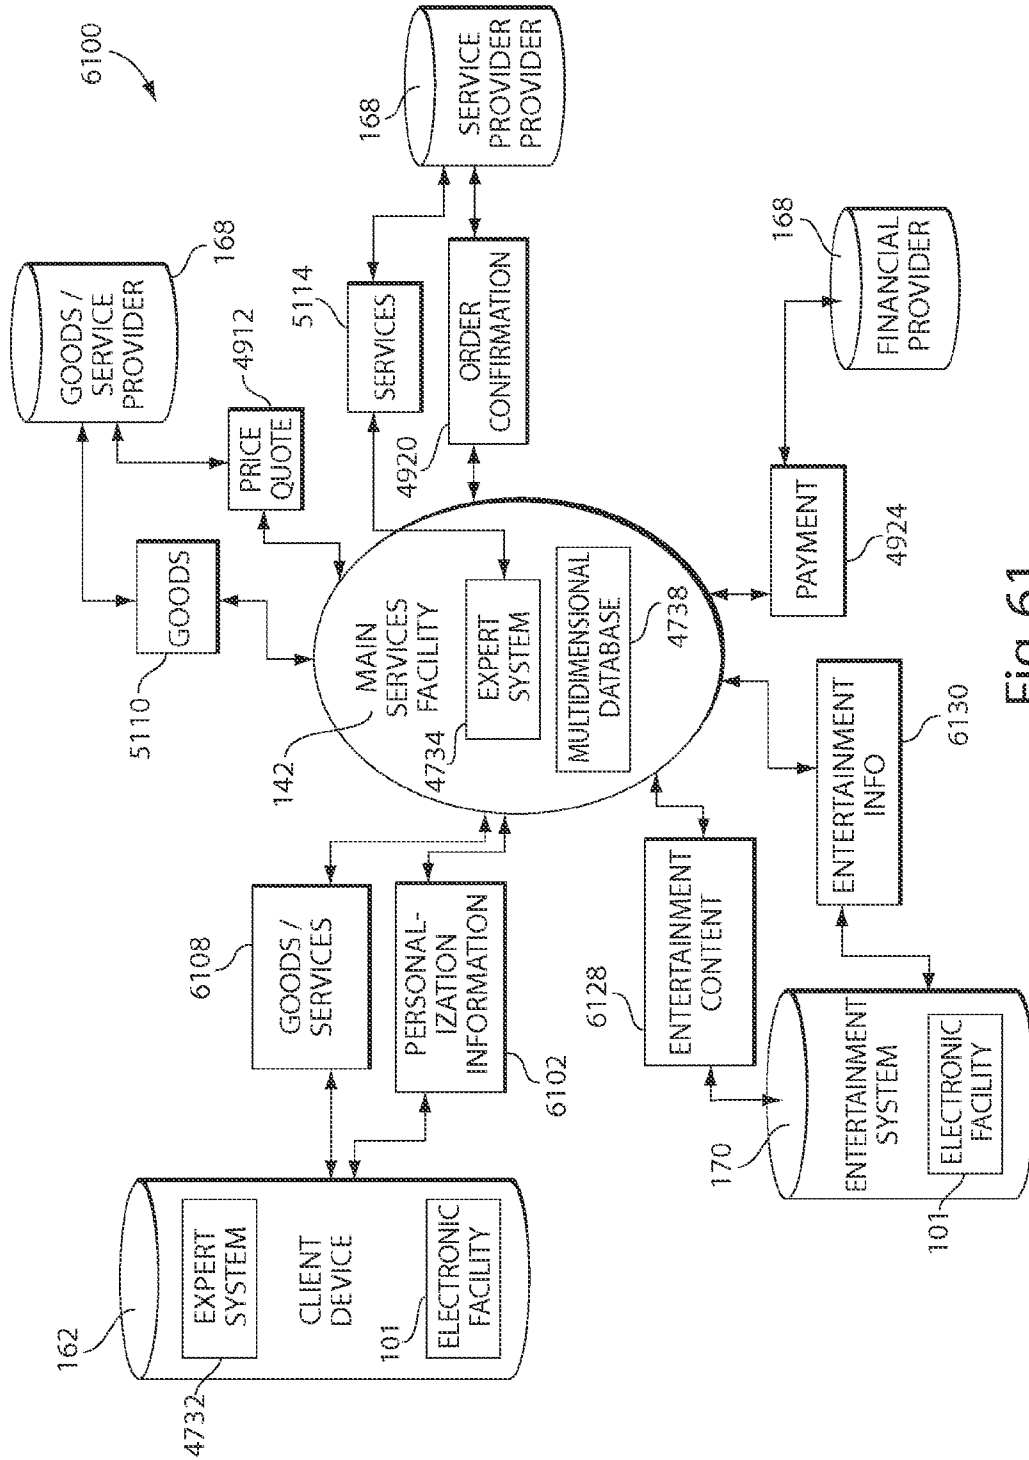 6100
162
4732
EXPERT
SYSTEM
CLIENT
DEVICE
101
ELECTRONIC
FACILITY
6108
GOODS /
SERVICES
PERSONAL-
IZATION
INFORMATION
6102
5110
GOODS
GOODS /
SERVICE
PROVIDER
168
4912
PRICE
QUOTE
142
MAIN
SERVICES
FACILITY
4734
EXPERT
SYSTEM
MULTIDIMENSIONAL
DATABASE
4738
5114
SERVICES
4920
ORDER
CONFIRMATION
168
SERVICE
PROVIDER
PROVIDER
6128
ENTERTAINMENT
CONTENT
170
ENTERTAINMENT
SYSTEM
101
ELECTRONIC
FACILITY
ENTERTAINMENT
INFO
6130
PAYMENT
4924
168
FINANCIAL
PROVIDER
Fig. 61